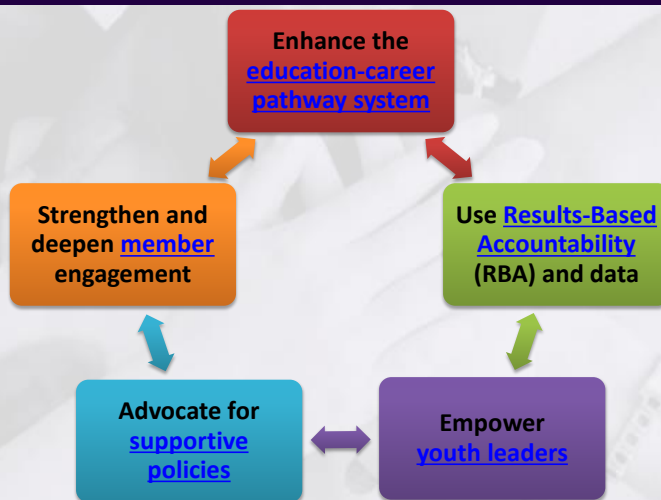 Enhance the
education-career
pathway system
Strengthen and
deepen member
engagement
Use Results-Based
Accountability
(RBA) and data
Advocate for
supportive
policies
Empower
youth leaders